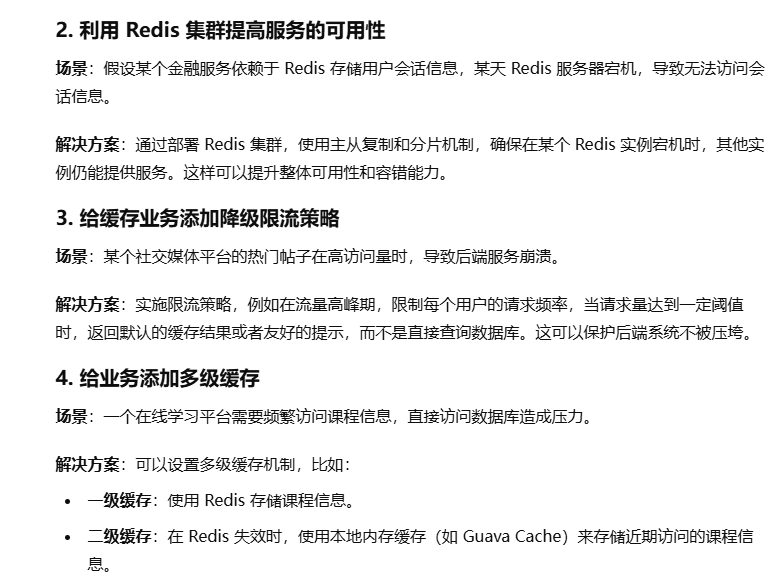 2. 利用 Redis 集群提高服务的可用性
场景：假设某个金融服务依赖于 Redis 存储用户会话信息，某天 Redis 服务器宕机，导致无法访问会
话信息。
解决方案：通过部署 Redis 集群，使用主从复制和分片机制，确保在某个 Redis 实例宕机时，其他实
例仍能提供服务。这样可以提升整体可用性和容错能力。
3. 给缓存业务添加降级限流策略
场景：某个社交媒体平台的热门帖子在高访问量时，导致后端服务崩溃。
解决方案：实施限流策略，例如在流量高峰期，限制每个用户的请求频率，当请求量达到一定阈值
时，返回默认的缓存结果或者友好的提示，而不是直接查询数据库。这可以保护后端系统不被压垮。
4. 给业务添加多级缓存
场景：一个在线学习平台需要频繁访问课程信息，直接访问数据库造成压力。
解决方案：可以设置多级缓存机制，比如：
• 一级缓存：使用 Redis 存储课程信息。
• 二级缓存：在 Redis 失效时，使用本地内存缓存（如 Guava Cache）来存储近期访问的课程信
息。